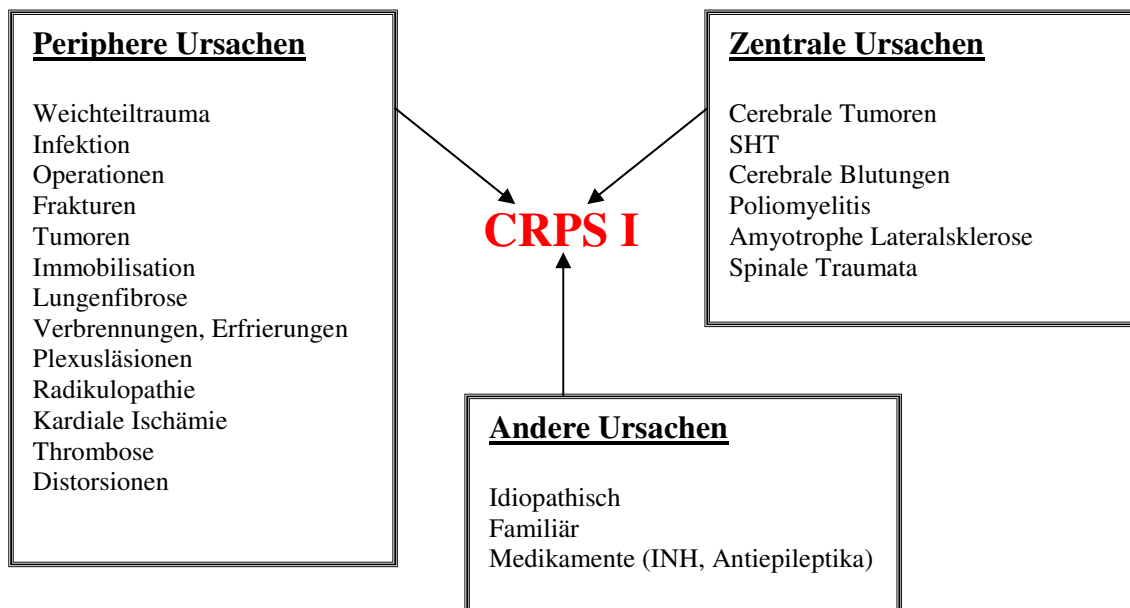 Periphere Ursachen
Weichteiltrauma
Infektion
Operationen
Frakturen
Tumoren
Immobilisation
Lungenfibrose
Verbrennungen, Erfrierungen
Plexusläsionen
Radikulopathie
Kardiale Ischämie
Thrombose
Distorsionen
Zentrale Ursachen
Cerebrale Tumoren
SHT
Cerebrale Blutungen
Poliomyelitis
Amyotrophe Lateralsklerose
Spinale Traumata
CRPS I
Andere Ursachen
Idiopathisch
Familiär
Medikamente (INH, Antiepileptika)